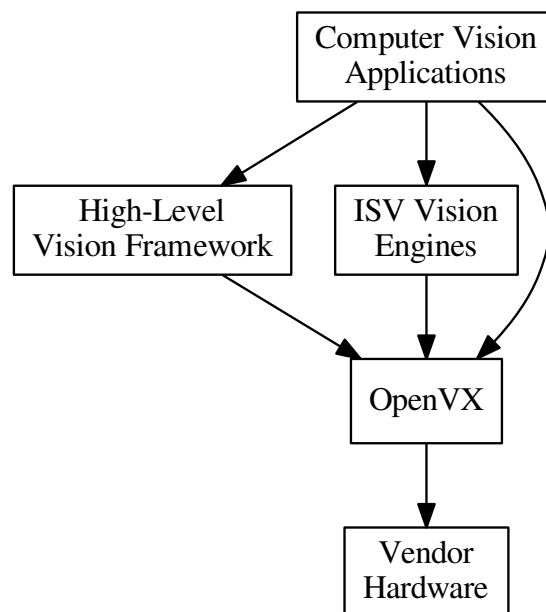 Computer Vision
Applications
High-Level
Vision Framework
ISV Vision
Engines
OpenVX
Vendor
Hardware